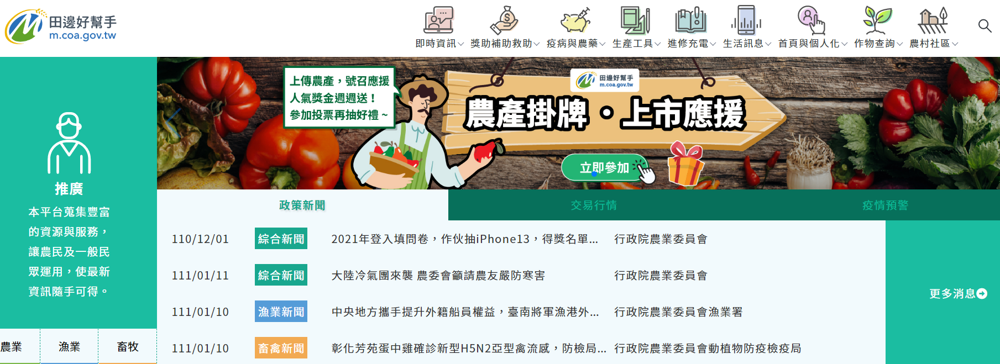 田邊好幫手
m.coa.gov.tw
即時資訊
獎助補助救助
疫病與農藥
生產工具
進修充電
生活訊息
首頁與個人化
作物查詢
農村社區
推廣
本平台蒐集豐富
的資源與服務，
讓農民及一般民
眾運用，使最新
資訊隨手可得。
農業
漁業
畜牧
上傳農產，號召應援
人氣獎金週週送！
參加投票再抽好禮~
田邊好幫手
m.coa.gov.tw
農產掛牌・上市應援
立即參加
政策新聞
交易行情
疫情預警
110/12/01 綜合新聞 2021年登入填問卷，作伙抽iPhone13，得獎名單... 行政院農業委員會
111/01/11 綜合新聞 大陸冷氣團來襲 農委會籲請農友嚴防寒害 行政院農業委員會
111/01/10 漁業新聞 中央地方攜手提升外籍船員權益，臺南將軍漁港外... 行政院農業委員會漁業署
111/01/10 畜禽新聞 彰化芳苑蛋中雞確診新型H5N2亞型禽流感，防檢局... 行政院農業委員會動植物防疫檢疫局
更多消息